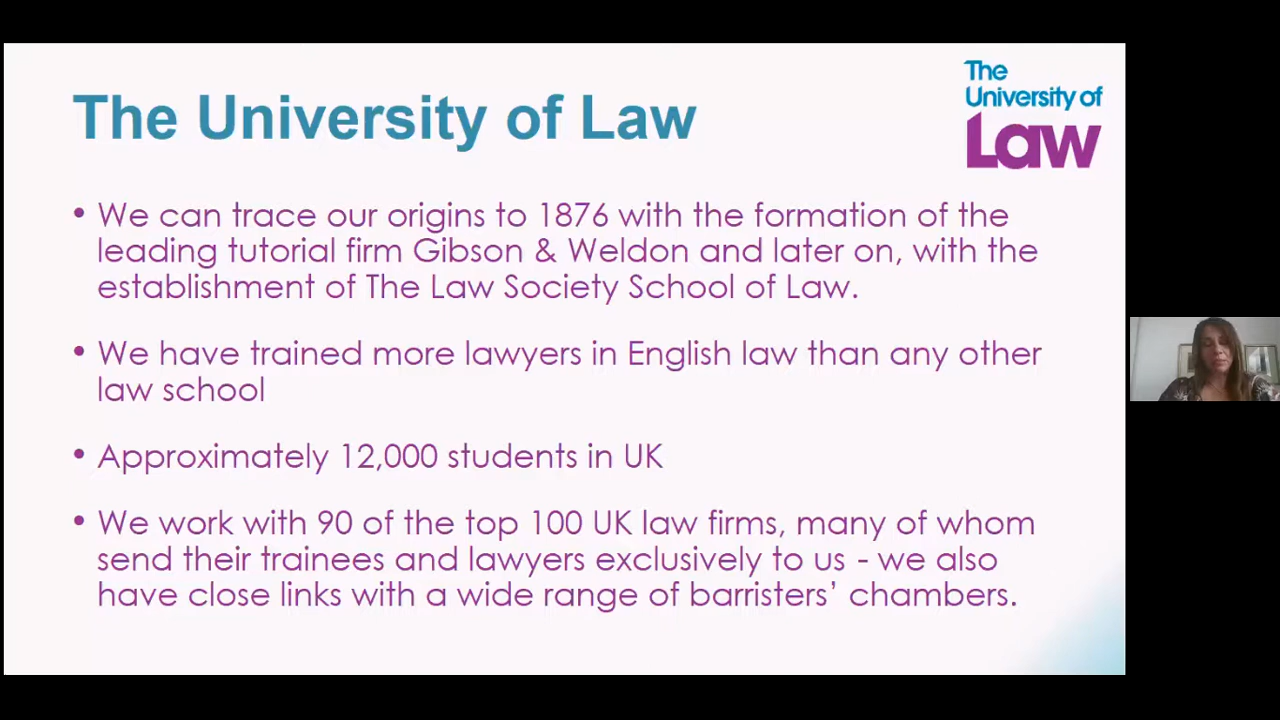 The University of Law
The
University of
Law
• We can trace our origins to 1876 with the formation of the
leading tutorial firm Gibson & Weldon and later on, with the
establishment of The Law Society School of Law.
• We have trained more lawyers in English law than any other
law school
• Approximately 12,000 students in UK
• We work with 90 of the top 100 UK law firms, many of whom
send their trainees and lawyers exclusively to us - we also
have close links with a wide range of barristers’ chambers.